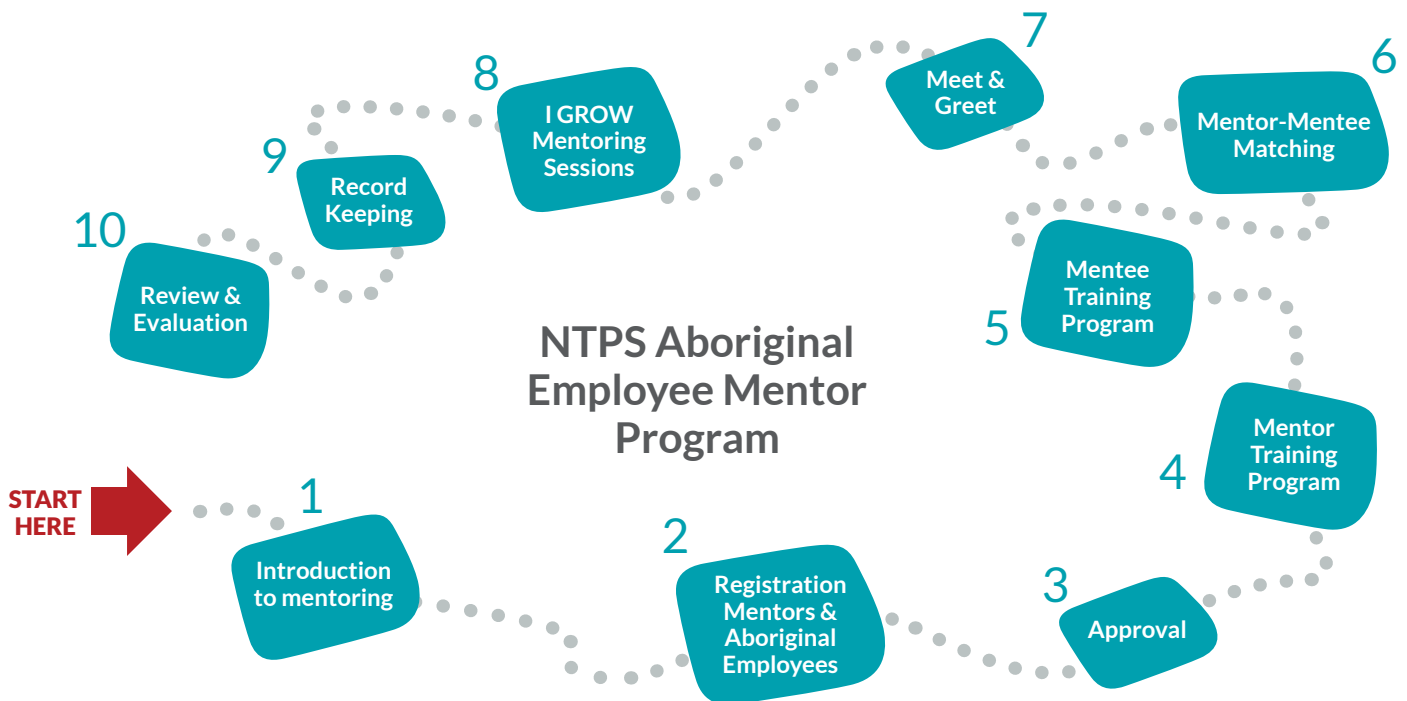 START
HERE
1
Introduction
to mentoring
2
Registration
Mentors &
Aboriginal
Employees
3
Approval
4
Mentor
Training
Program
5
Mentee
Training
Program
6
Mentor-Mentee
Matching
7
Meet &
Greet
8
I GROW
Mentoring
Sessions
9
Record
Keeping
10
Review &
Evaluation
NTPS Aboriginal
Employee Mentor
Program